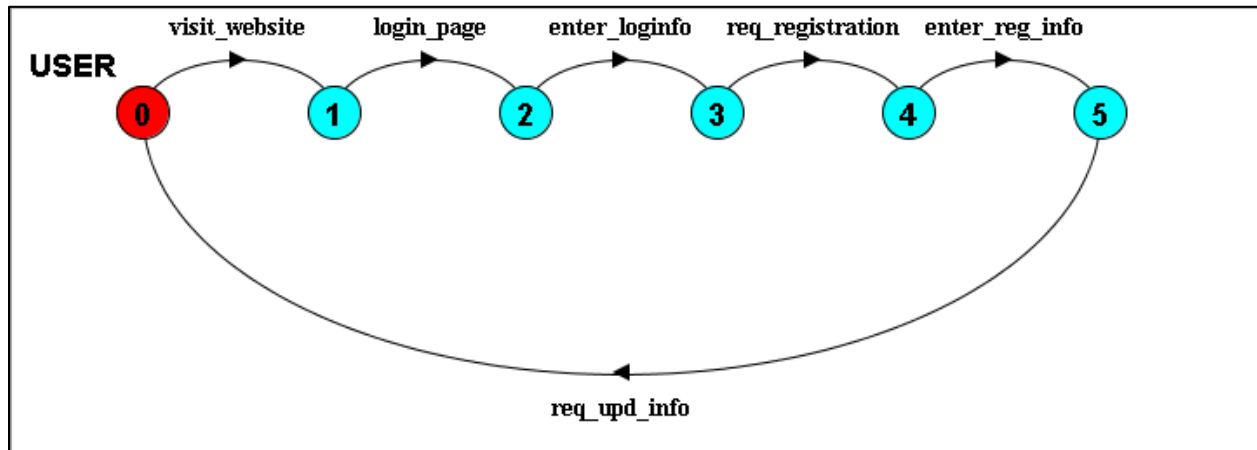 visit_website login_page enter_loginfo req_registration enter_reg_info
USER
0 1 2 3 4 5
req_upd_info